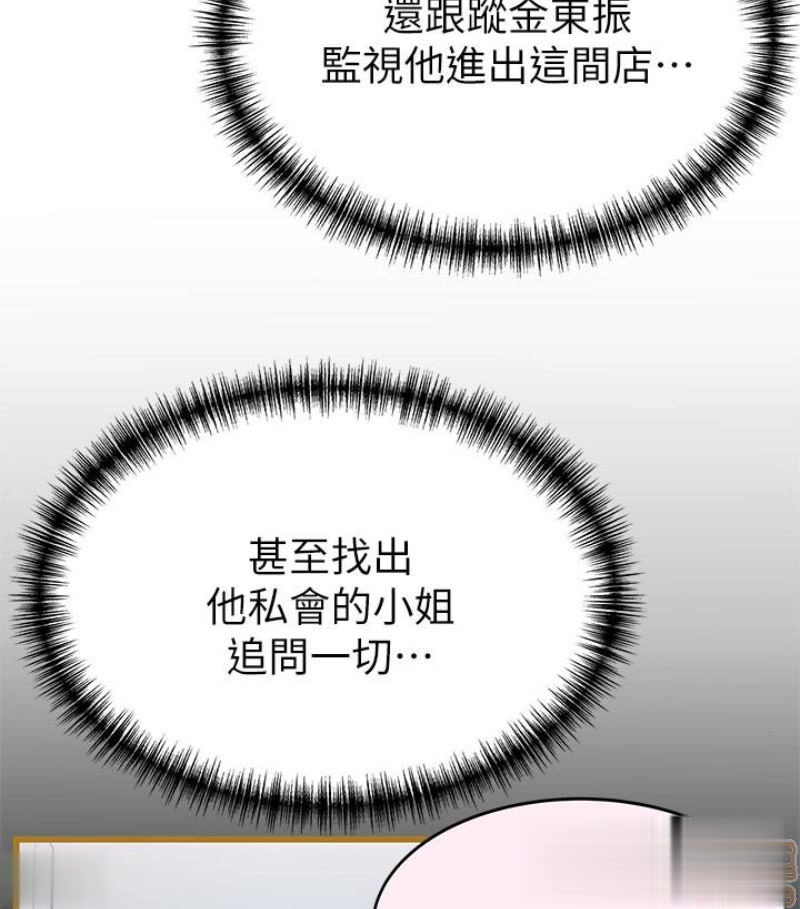 還跟蹤金東振
監視他進出這間店…
甚至找出
他私會的小姐
追問一切…